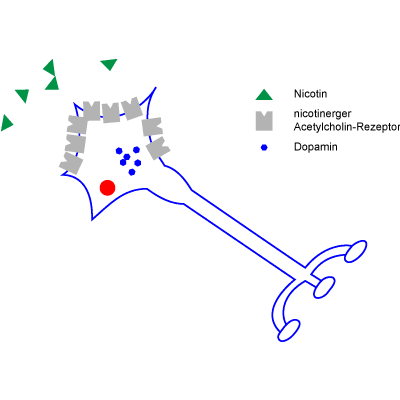 Nicotin
nicotinerger
Acetylcholin-Rezeptor
Dopamin